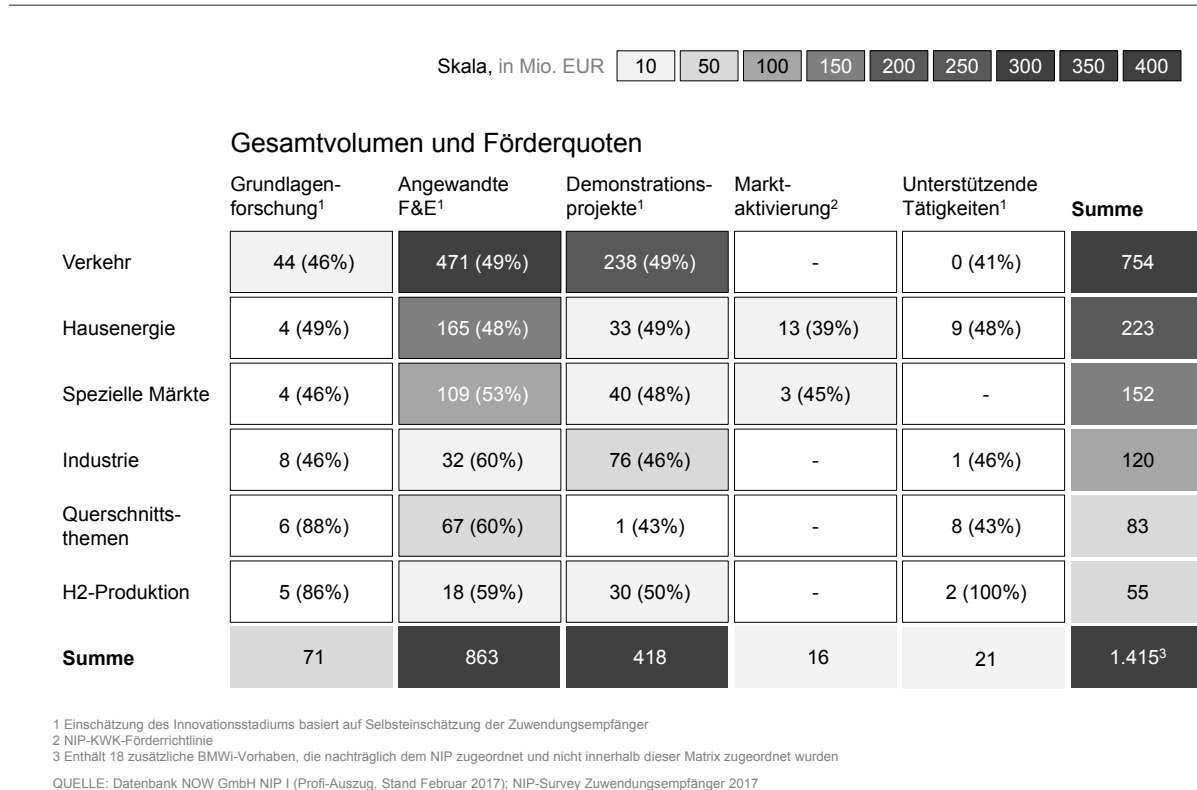 Skala, in Mio. EUR 10 50 100 150 200 250 300 350 400
Gesamtvolumen und Förderquoten
Grundlagen- Angewandte Demonstrations- Markt- Unterstützende
forschung1 F&E1 projekte1 aktivierung2 Tätigkeiten1 Summe
Verkehr 44 (46%) 471 (49%) 238 (49%) - 0 (41%) 754
Hausenergie 4 (49%) 165 (48%) 33 (49%) 13 (39%) 9 (48%) 223
Spezielle Märkte 4 (46%) 109 (53%) 40 (48%) 3 (45%) - 152
Industrie 8 (46%) 32 (60%) 76 (46%) - 1 (46%) 120
Querschnitts-
themen 6 (88%) 67 (60%) 1 (43%) - 8 (43%) 83
H2-Produktion 5 (86%) 18 (59%) 30 (50%) - 2 (100%) 55
Summe 71 863 418 16 21 1.4153
1 Einschätzung des Innovationsstadiums basiert auf Selbsteinschätzung der Zuwendungsempfänger
2 NIP-KWK-Förderrichtlinie
3 Enthält 18 zusätzliche BMWi-Vorhaben, die nachträglich dem NIP zugeordnet und nicht innerhalb dieser Matrix zugeordnet wurden
QUELLE: Datenbank NOW GmbH NIP I (Profi-Auszug, Stand Februar 2017); NIP-Survey Zuwendungsempfänger 2017